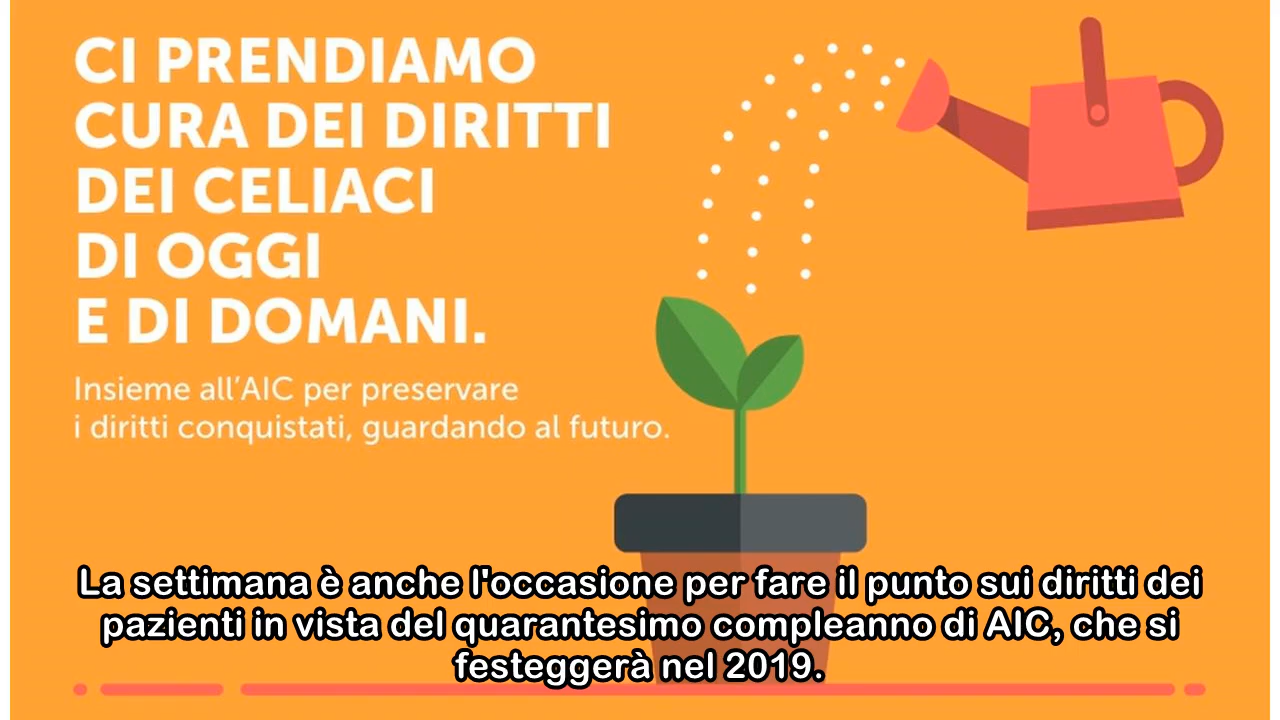 CI PRENDIAMO
CURA DEI DIRITTI
DEI CELIACI
DI OGGI
E DI DOMANI.
Insieme all’AIC per preservare
i diritti conquistati, guardando al futuro.
La settimana è anche l'occasione per fare il punto sui diritti dei
pazienti in vista del quarantesimo compleanno di AIC, che si
festeggerà nel 2019.